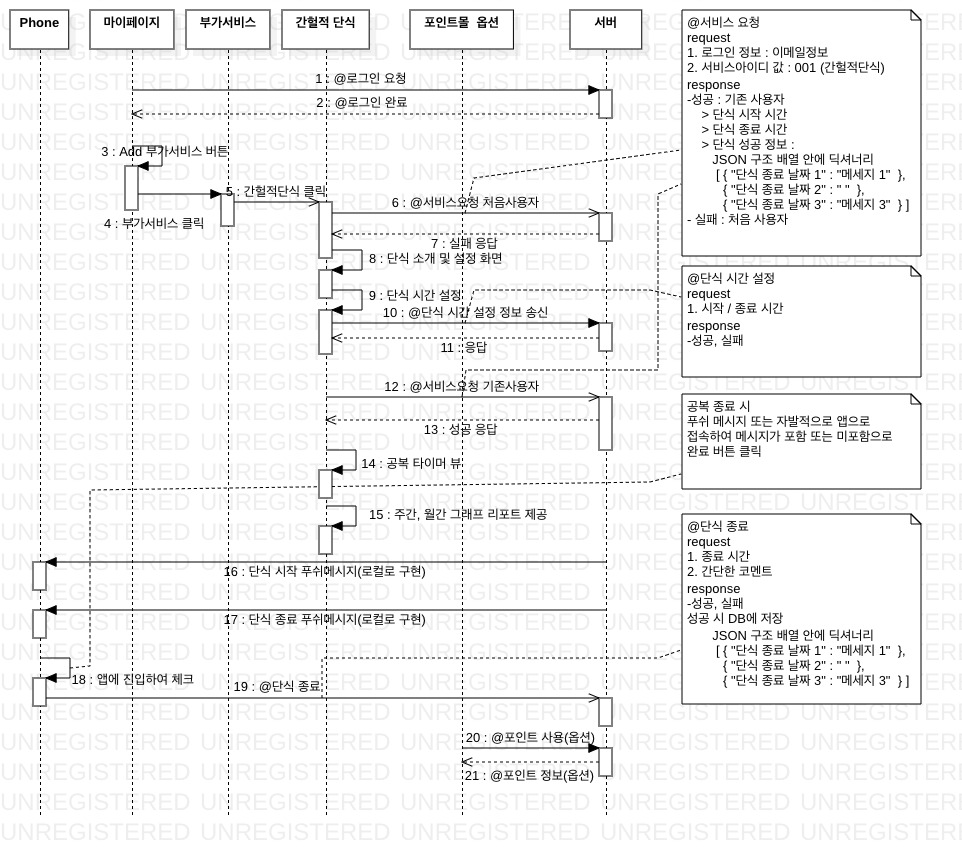 Phone
마이페이지
부가서비스
간헐적 단식
포인트몰 옵션
서버
1 : @로그인 요청
2 : @로그인 완료
3 : Add 부가서비스 버튼
4 : 부가서비스 클릭
5 : 간헐적단식 클릭
6 : @서비스요청 처음사용자
7 : 실패 응답
8 : 단식 소개 및 설정 화면
9 : 단식 시간 설정
10 : @단식 시간 설정 정보 송신
11 : 응답
12 : @서비스요청 기존사용자
13 : 성공 응답
14 : 공복 타이머 뷰
15 : 주간, 월간 그래프 리포트 제공
16 : 단식 시작 푸쉬메시지(로컬로 구현)
17 : 단식 종료 푸쉬메시지(로컬로 구현)
18 : 앱에 진입하여 체크
19 : @단식 종료
20 : @포인트 사용(옵션)
21 : @포인트 정보(옵션)
@서비스 요청
request
1. 로그인 정보 : 이메일정보
2. 서비스아이디 값 : 001 (간헐적단식)
response
-성공 : 기존 사용자
> 단식 시작 시간
> 단식 종료 시간
> 단식 성공 정보 :
JSON 구조 배열 안에 딕셔너리
[ { "단식 종료 날짜 1" : "메세지 1" },
{ "단식 종료 날짜 2" : " " },
{ "단식 종료 날짜 3" : "메세지 3" } ]
- 실패 : 처음 사용자
@단식 시간 설정
request
1. 시작 / 종료 시간
response
-성공, 실패
공복 종료 시
푸쉬 메시지 또는 자발적으로 앱으로
접속하여 메시지가 포함 또는 미포함으로
완료 버튼 클릭
@단식 종료
request
1. 종료 시간
2. 간단한 코멘트
response
-성공, 실패
성공 시 DB에 저장
JSON 구조 배열 안에 딕셔너리
[ { "단식 종료 날짜 1" : "메세지 1" },
{ "단식 종료 날짜 2" : " " },
{ "단식 종료 날짜 3" : "메세지 3" } ]
UNREGISTERED